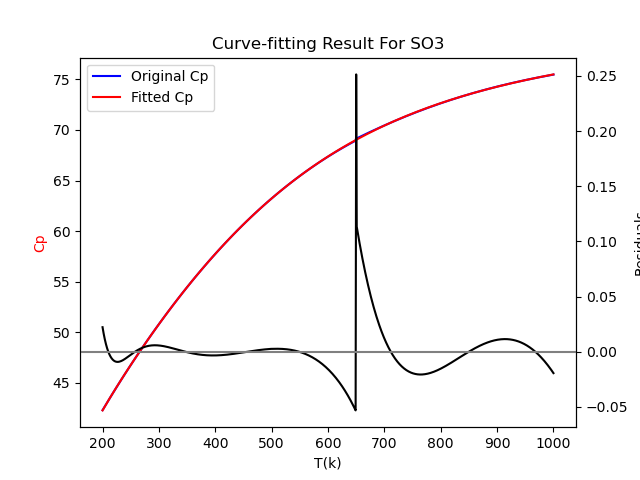 Curve-fitting Result For SO3
Original Cp
Fitted Cp
75
70
65
60
55
50
45
Cp
0.25
0.20
0.15
0.10
0.05
0.00
−0.05
Residuals
200 300 400 500 600 700 800 900 1000
T(k)